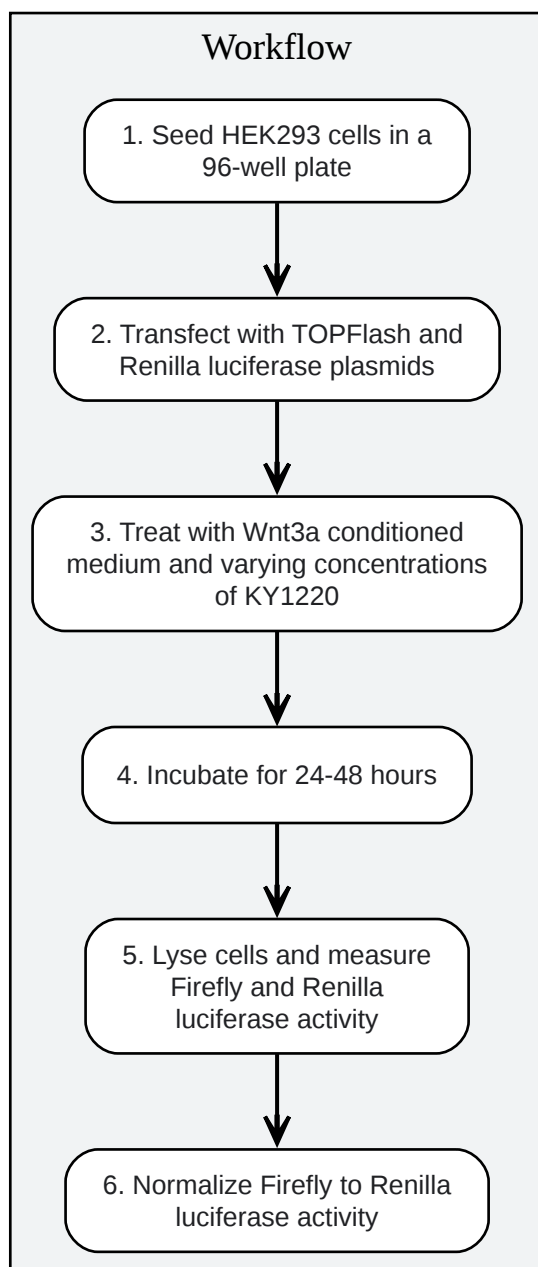 Workflow
1. Seed HEK293 cells in a
96-well plate
2. Transfect with TOPFlash and
Renilla luciferase plasmids
3. Treat with Wnt3a conditioned
medium and varying concentrations
of KY1220
4. Incubate for 24-48 hours
5. Lyse cells and measure
Firefly and Renilla
luciferase activity
6. Normalize Firefly to Renilla
luciferase activity